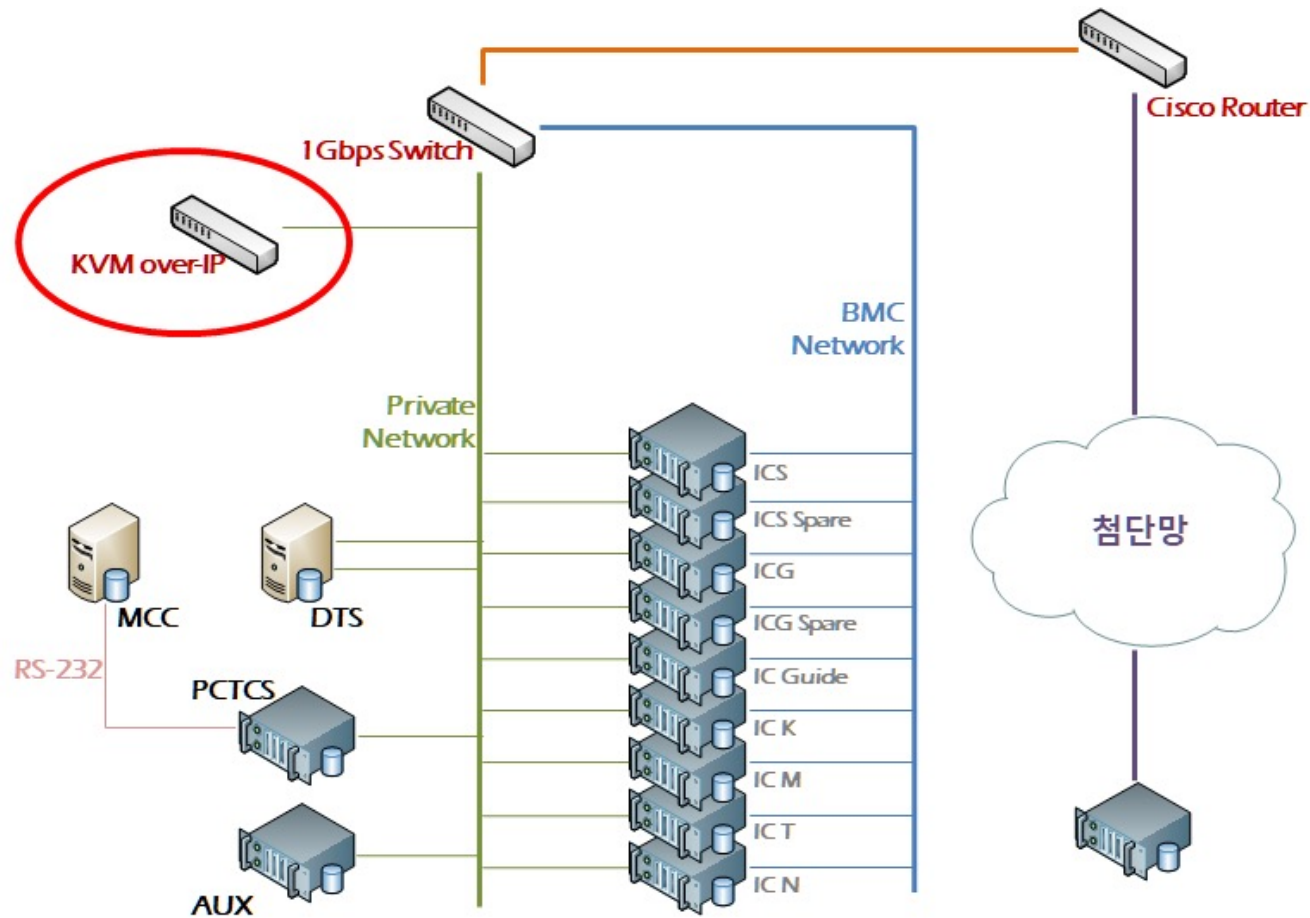 Cisco Router
1Gbps Switch
KVM over-IP
BMC
Network
Private
Network
ICS
ICS Spare
ICG
ICG Spare
IC Guide
IC K
IC M
IC T
IC N
첨단망
MCC
DTS
RS-232
PCTCS
AUX